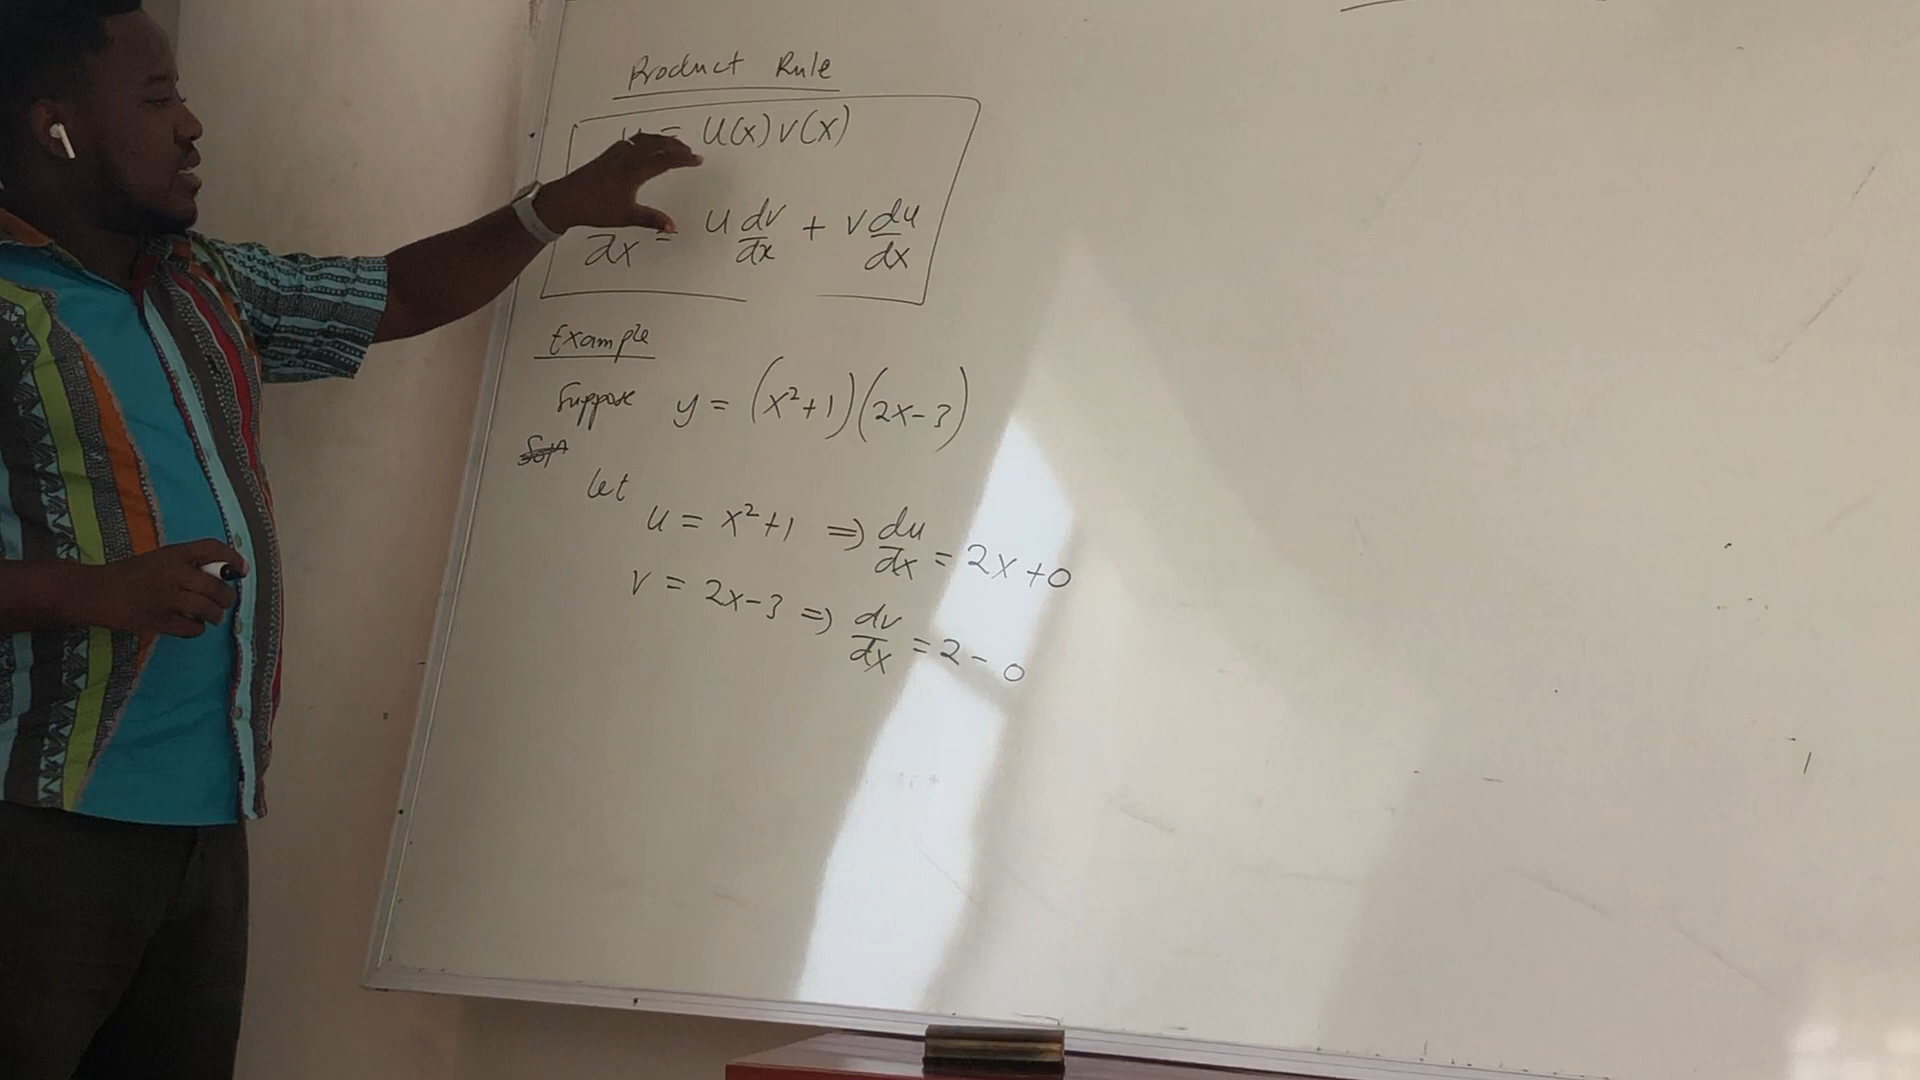 Product Rule
= u(x)v(x)
dx = u dv/dx + v du/dx
Example
Suppose y = (x²+1)(2x-3)
Soln
let
u = x²+1 => du/dx = 2x+0
v = 2x-3 => dv/dx = 2-0